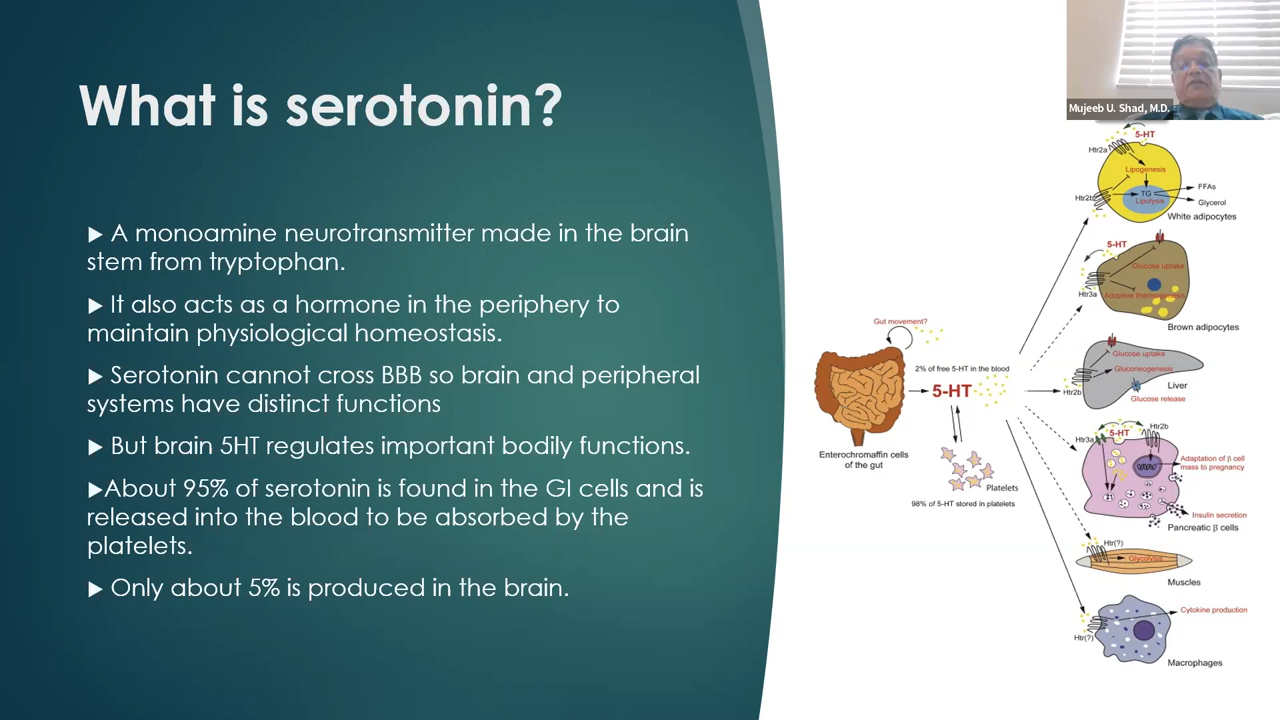 What is serotonin?
▶ A monoamine neurotransmitter made in the brain
stem from tryptophan.
▶ It also acts as a hormone in the periphery to
maintain physiological homeostasis.
▶ Serotonin cannot cross BBB so brain and peripheral
systems have distinct functions
▶ But brain 5HT regulates important bodily functions.
▶About 95% of serotonin is found in the GI cells and is
released into the blood to be absorbed by the
platelets.
▶ Only about 5% is produced in the brain.
Mujeeb U. Shad, M.D.
Gut movement?
2% of free 5-HT in the blood
5-HT
Enterochromaffin cells
of the gut
Platelets
98% of 5-HT stored in platelets
5-HT
Htr2a
Lipogenesis
Htr2b
TG
Lipolysis
FFAs
Glycerol
White adipocytes
5-HT
Glucose uptake
Htr3a
Adaptive thermogenesis
Brown adipocytes
Glucose uptake
Gluconeogenesis
Htr2b
Liver
Glucose release
5-HT
Htr2b
Htr3a
Adaptation of β cell
mass to pregnancy
Insulin secretion
Pancreatic β cells
Htr(?)
Glycolysis
Muscles
Cytokine production
Htr(?)
Macrophages